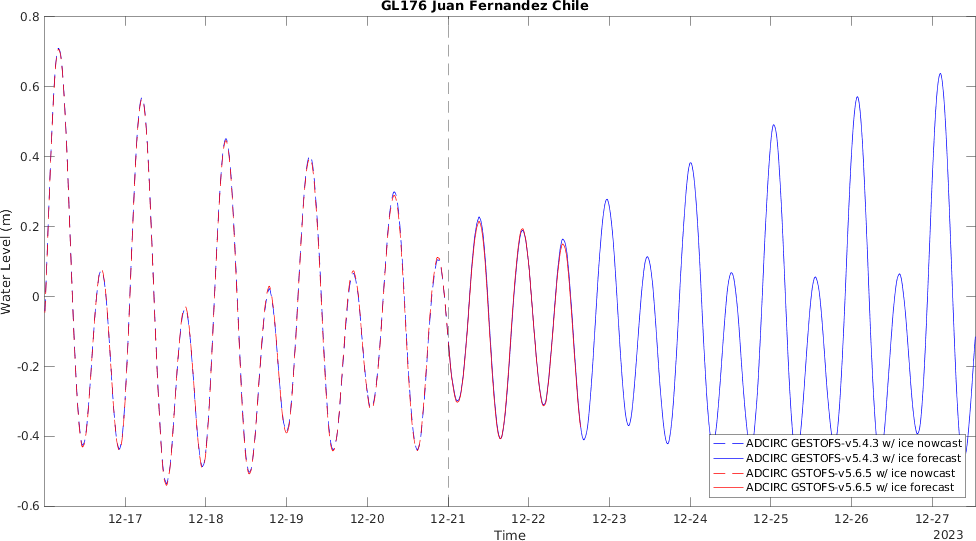 GL176 Juan Fernandez Chile
Water Level (m)
0.8
0.6
0.4
0.2
0
-0.2
-0.4
-0.6
12-17
12-18
12-19
12-20
12-21
12-22
12-23
12-24
12-25
12-26
12-27
Time
2023
ADCIRC GESTOFS-v5.4.3 w/ ice nowcast
ADCIRC GESTOFS-v5.4.3 w/ ice forecast
ADCIRC GSTOFS-v5.6.5 w/ ice nowcast
ADCIRC GSTOFS-v5.6.5 w/ ice forecast